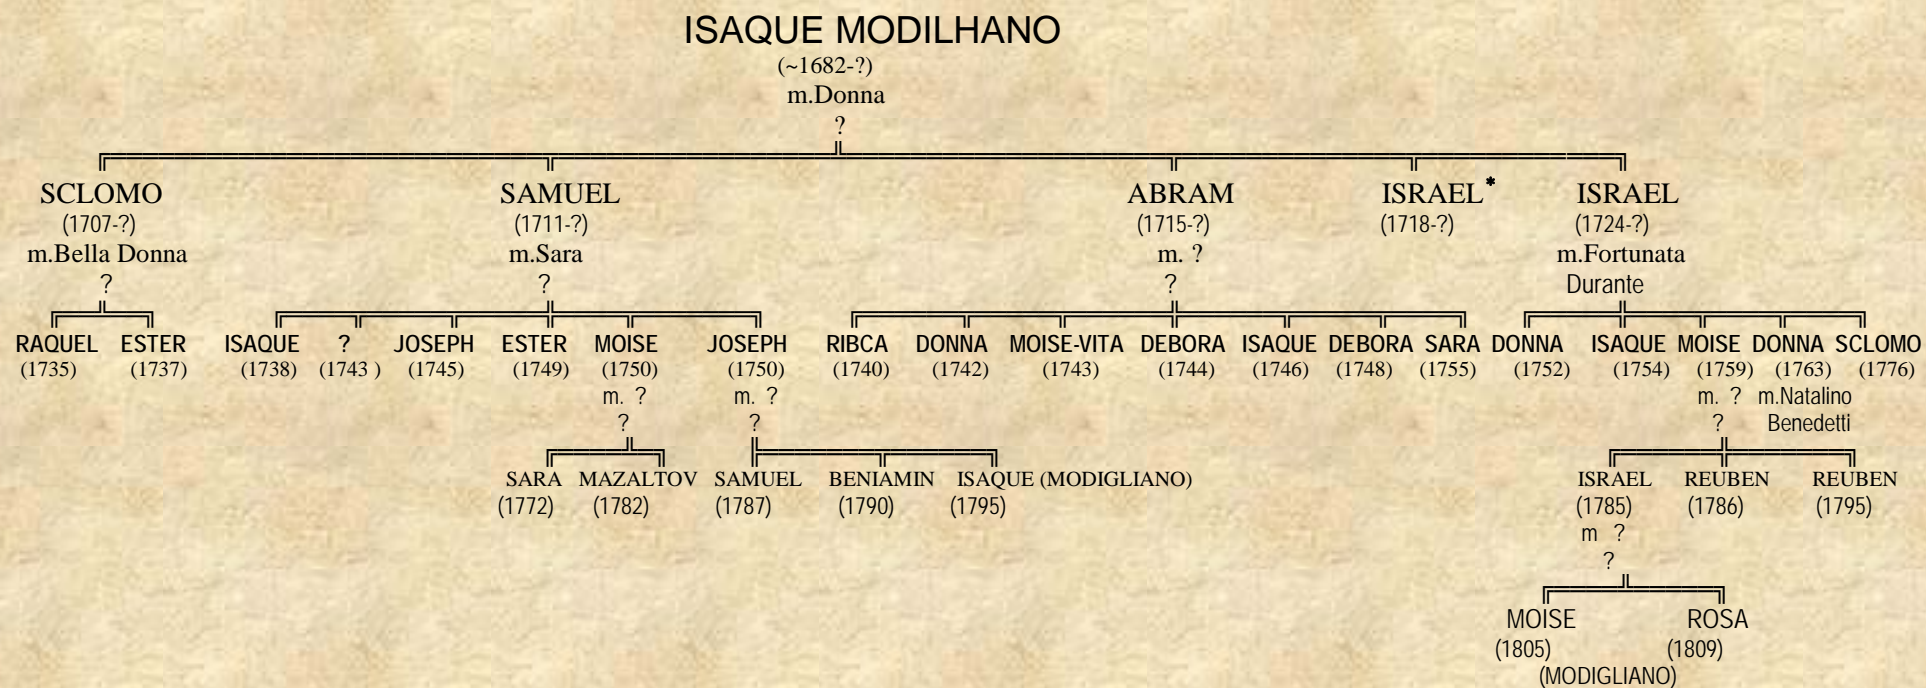 ISAQUE MODILHANO
(~1682-?)
m.Donna
?
SCLOMO SAMUEL ABRAM ISRAEL* ISRAEL
(1707-?) (1711-?) (1715-?) (1718-?) (1724-?)
m.Bella Donna m.Sara m. ? m.Fortunata
? ? ? Durante
RAQUEL ESTER ISAQUE ? JOSEPH ESTER MOISE JOSEPH RIBCA DONNA MOISE-VITA DEBORA ISAQUE DEBORA SARA DONNA ISAQUE MOISE DONNA SCLOMO
(1735) (1737) (1738) (1743 ) (1745) (1749) (1750) (1750) (1740) (1742) (1743) (1744) (1746) (1748) (1755) (1752) (1754) (1759) (1763) (1776)
m. ? m. ? m. ? m.Natalino
? ? ? Benedetti
SARA MAZALTOV SAMUEL BENIAMIN ISAQUE (MODIGLIANO) ISRAEL REUBEN REUBEN
(1772) (1782) (1787) (1790) (1795) (1785) (1786) (1795)
m ?
?
MOISE ROSA
(1805) (1809)
(MODIGLIANO)